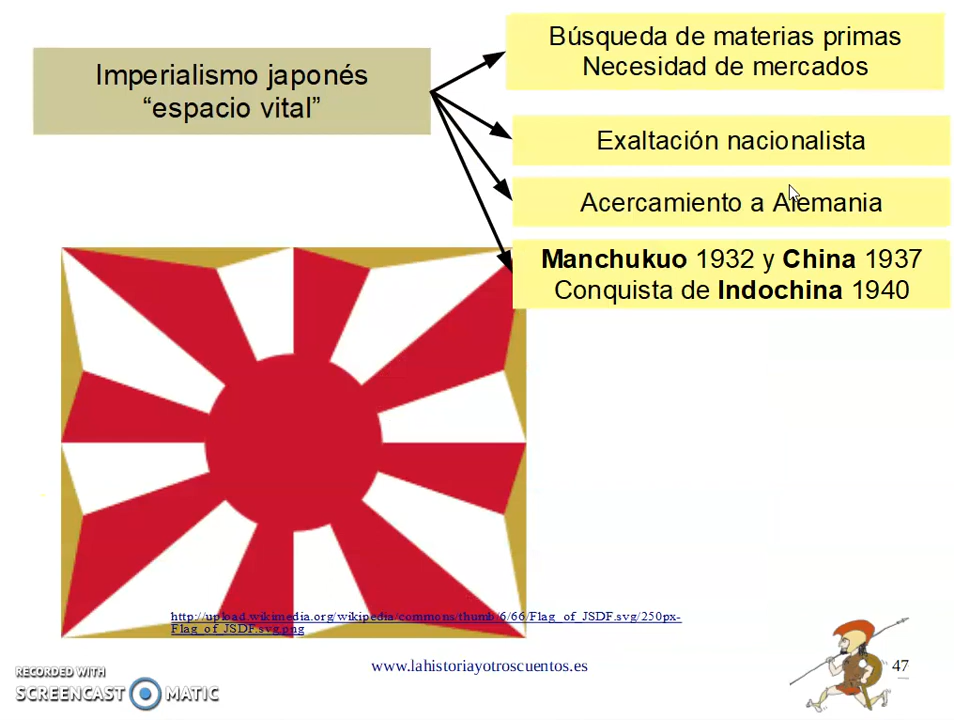 Imperialismo japonés
“espacio vital”
Búsqueda de materias primas
Necesidad de mercados
Exaltación nacionalista
Acercamiento a Alemania
Manchukuo 1932 y China 1937
Conquista de Indochina 1940
http://upload.wikimedia.org/wikipedia/commons/thumb/6/66/Flag_of_JSDF.svg/250px-
Flag_of_JSDF.svg.png
www.lahistoriayotroscuentos.es
47
RECORDED WITH
SCREENCAST MATIC